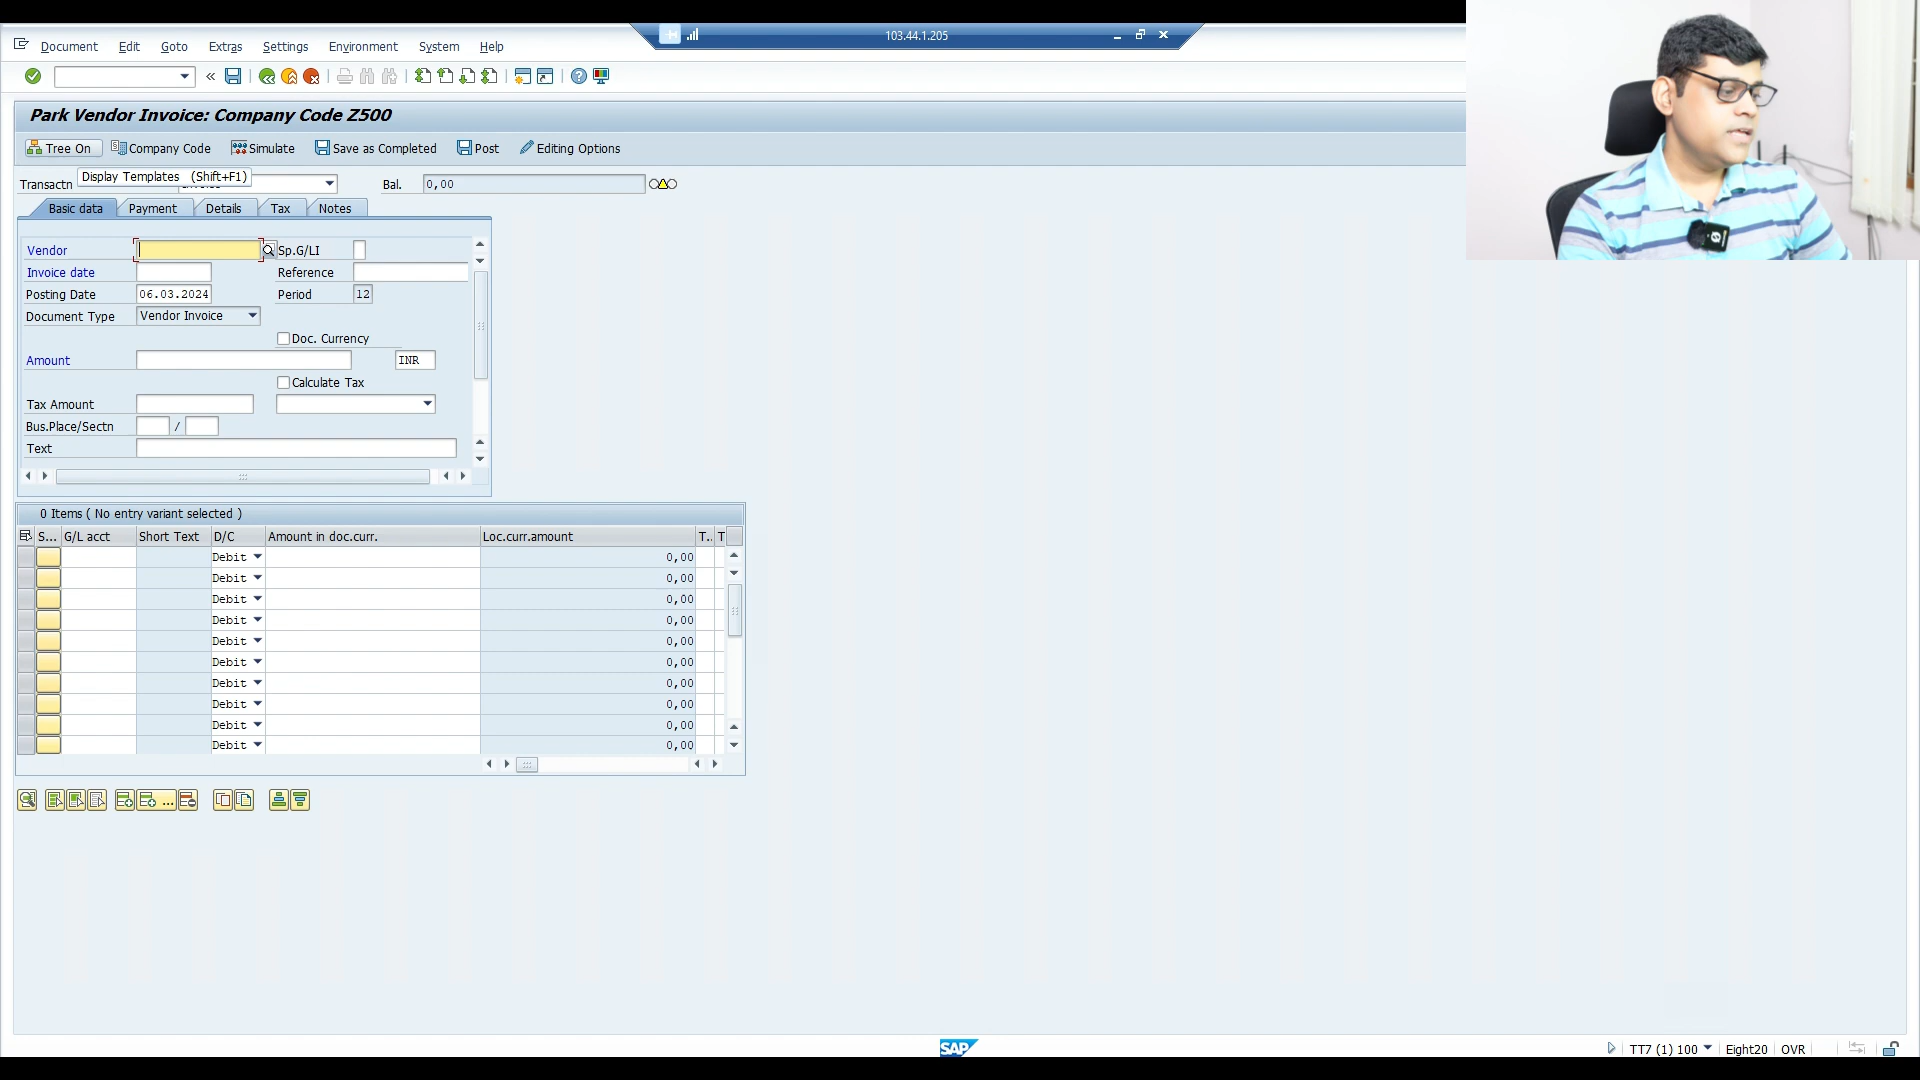 103.44.1.205
Document Edit Goto Extras Settings Environment System Help
Park Vendor Invoice: Company Code Z500
Tree On Company Code Simulate Save as Completed Post Editing Options
Display Templates (Shift+F1)
Transactn Bal. 0,00
Basic data Payment Details Tax Notes
Vendor Sp.G/LI
Invoice date Reference
Posting Date 06.03.2024 Period 12
Document Type Vendor Invoice
Doc. Currency
Amount INR
Calculate Tax
Tax Amount
Bus.Place/Sectn /
Text
0 Items ( No entry variant selected )
S... G/L acct Short Text D/C Amount in doc.curr. Loc.curr.amount T.. T
Debit 0,00
Debit 0,00
Debit 0,00
Debit 0,00
Debit 0,00
Debit 0,00
Debit 0,00
Debit 0,00
Debit 0,00
Debit 0,00
SAP
TT7 (1) 100 Eight20 OVR